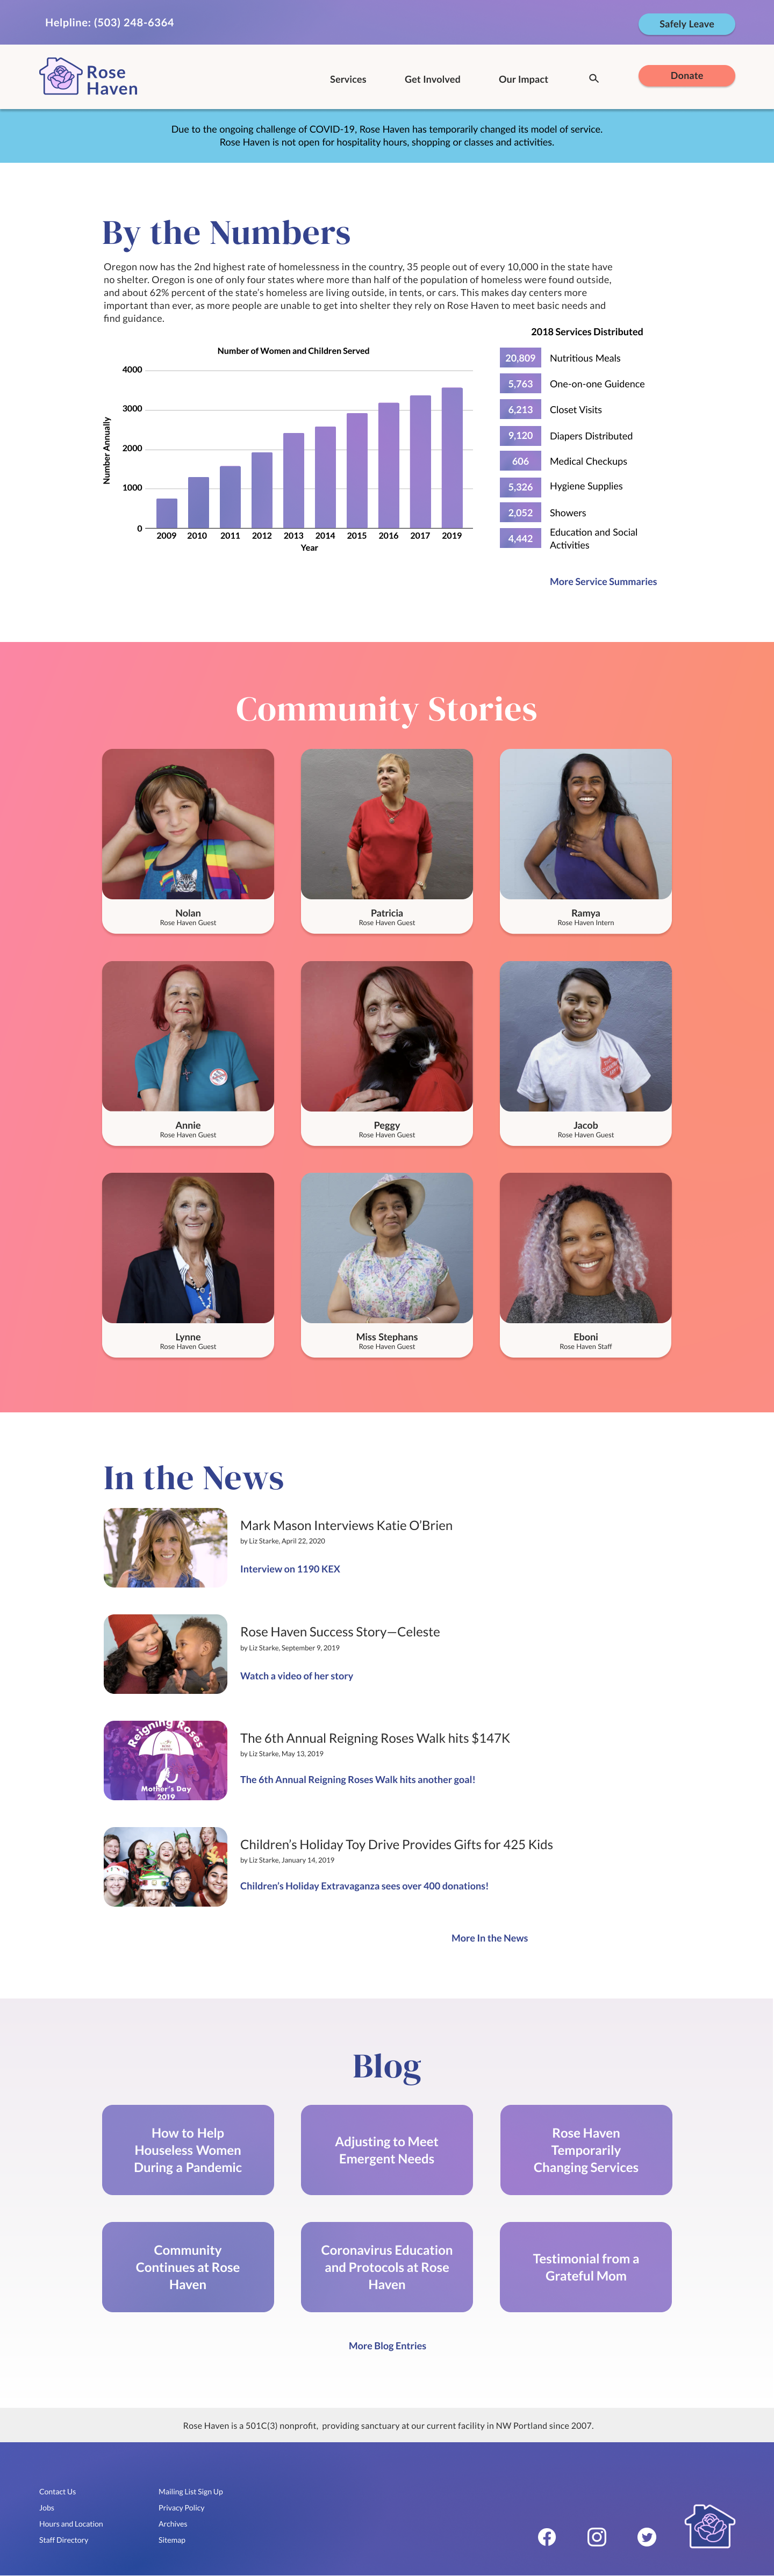 Helpline: (503) 248-6364
Safely Leave
Rose
Haven
Services
Get Involved
Our Impact
Donate
Due to the ongoing challenge of COVID-19, Rose Haven has temporarily changed its model of service.
Rose Haven is not open for hospitality hours, shopping or classes and activities.
By the Numbers
Oregon now has the 2nd highest rate of homelessness in the country, 35 people out of every 10,000 in the state have
no shelter. Oregon is one of only four states where more than half of the population of homeless were found outside,
and about 62% percent of the state's homeless are living outside, in tents, or cars. This makes day centers more
important than ever, as more people are unable to get into shelter they rely on Rose Haven to meet basic needs and
find guidance.
Number of Women and Children Served
4000
3000
2000
1000
0
Number Annually
2009 2010 2011 2012 2013 2014 2015 2016 2017 2019
Year
2018 Services Distributed
20,809 Nutritious Meals
5,763 One-on-one Guidence
6,213 Closet Visits
9,120 Diapers Distributed
606 Medical Checkups
5,326 Hygiene Supplies
2,052 Showers
4,442 Education and Social
Activities
More Service Summaries
Community Stories
Nolan
Rose Haven Guest
Patricia
Rose Haven Guest
Ramya
Rose Haven Intern
Annie
Rose Haven Guest
Peggy
Rose Haven Guest
Jacob
Rose Haven Guest
Lynne
Rose Haven Guest
Miss Stephans
Rose Haven Guest
Eboni
Rose Haven Staff
In the News
Mark Mason Interviews Katie O'Brien
by Liz Starke, April 22, 2020
Interview on 1190 KEX
Rose Haven Success Story—Celeste
by Liz Starke, September 9, 2019
Watch a video of her story
Reigning Roses
Mother's Day
2019
The 6th Annual Reigning Roses Walk hits $147K
by Liz Starke, May 13, 2019
The 6th Annual Reigning Roses Walk hits another goal!
Children's Holiday Toy Drive Provides Gifts for 425 Kids
by Liz Starke, January 14, 2019
Children's Holiday Extravaganza sees over 400 donations!
More In the News
Blog
How to Help
Houseless Women
During a Pandemic
Adjusting to Meet
Emergent Needs
Rose Haven
Temporarily
Changing Services
Community
Continues at Rose
Haven
Coronavirus Education
and Protocols at Rose
Haven
Testimonial from a
Grateful Mom
More Blog Entries
Rose Haven is a 501C(3) nonprofit, providing sanctuary at our current facility in NW Portland since 2007.
Contact Us
Jobs
Hours and Location
Staff Directory
Mailing List Sign Up
Privacy Policy
Archives
Sitemap